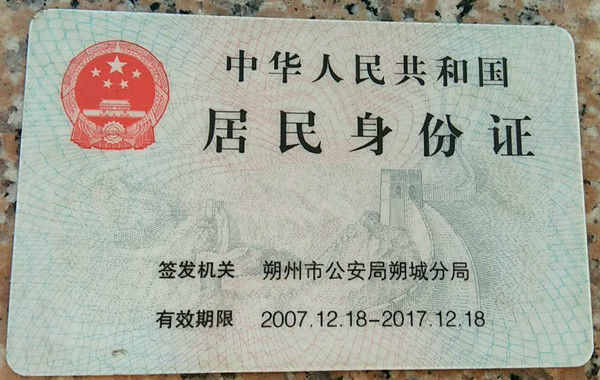 中华人民共和国
居民身份证
签发机关 朔州市公安局朔城分局
有效期限 2007.12.18-2017.12.18